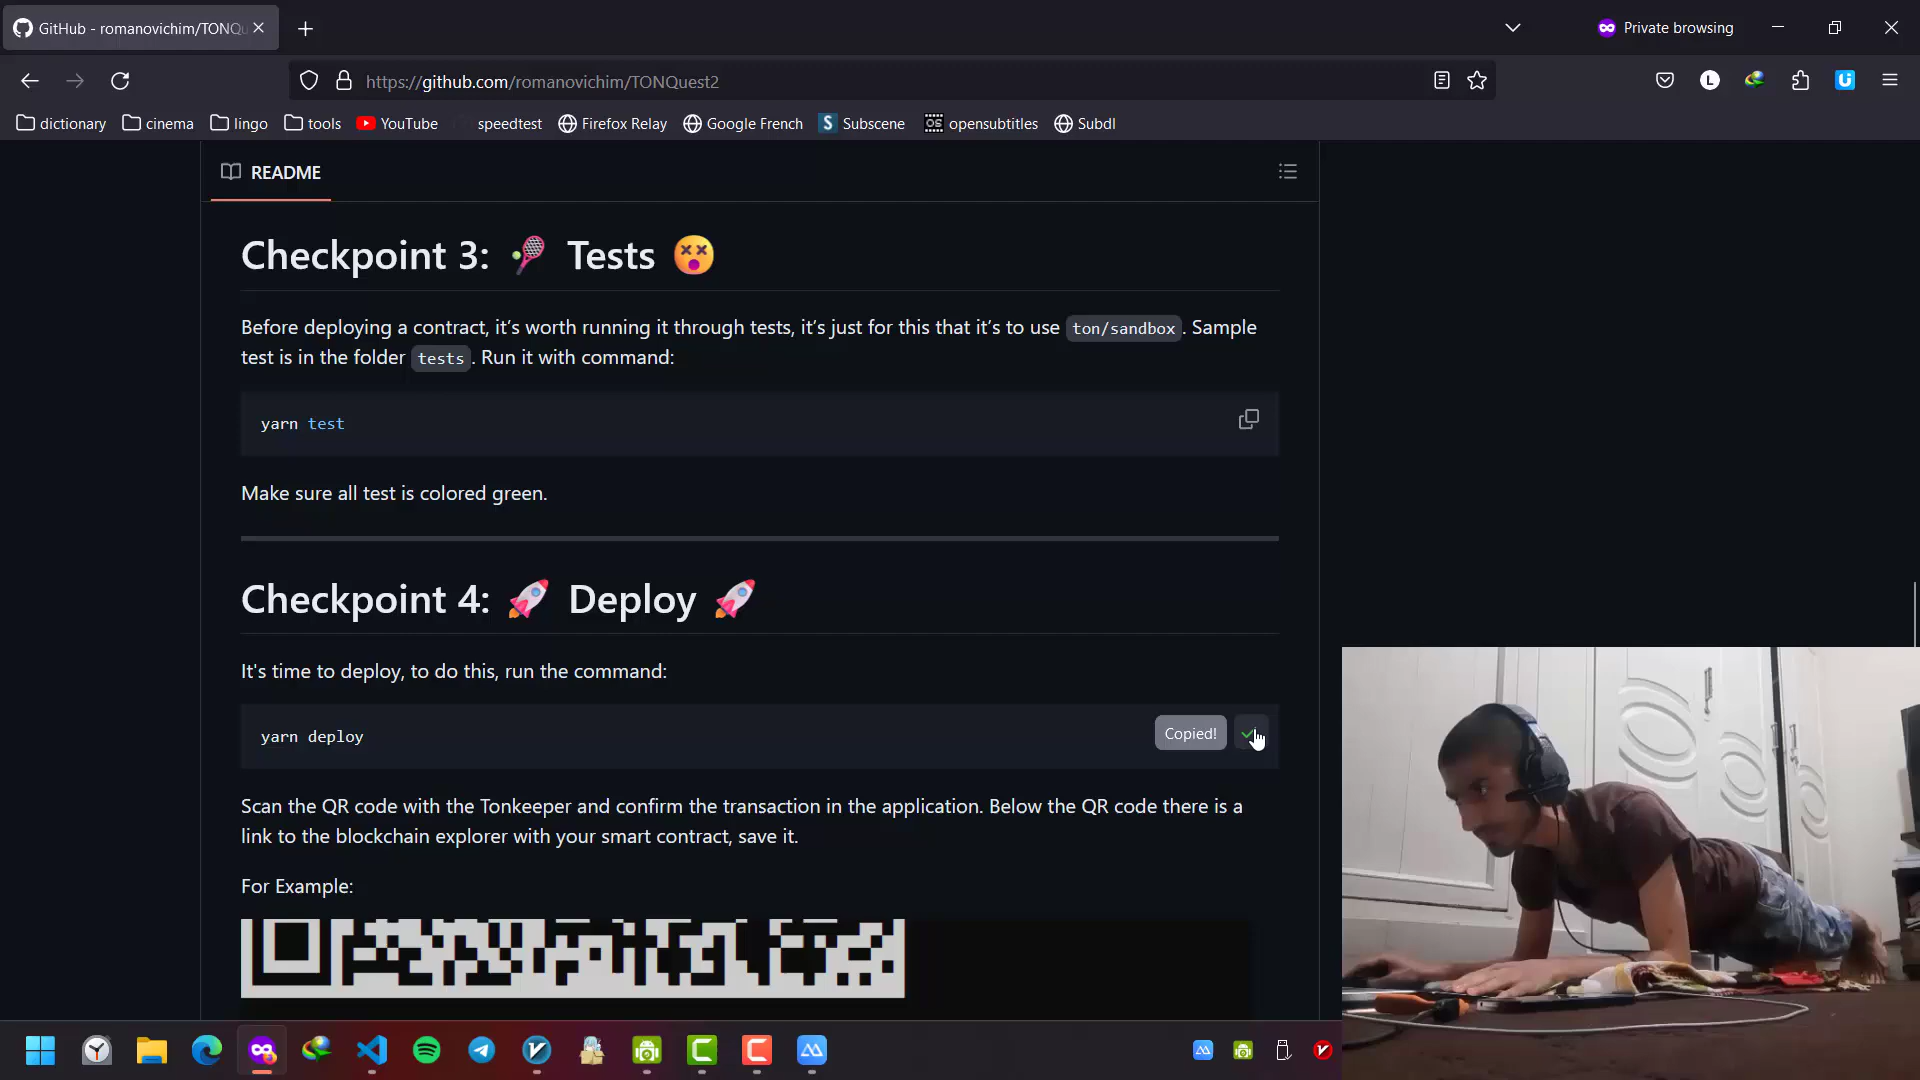 GitHub - romanovichim/TONQu
Private browsing
https://github.com/romanovichim/TONQuest2
L
dictionary
cinema
lingo
tools
YouTube
speedtest
Firefox Relay
Google French
S Subscene
OS opensubtitles
Subdl
README
Checkpoint 3: 🎾 Tests 😵
Before deploying a contract, it’s worth running it through tests, it’s just for this that it’s to use ton/sandbox. Sample
test is in the folder tests. Run it with command:
yarn test
Make sure all test is colored green.
Checkpoint 4: 🚀 Deploy 🚀
It's time to deploy, to do this, run the command:
yarn deploy
Copied!
Scan the QR code with the Tonkeeper and confirm the transaction in the application. Below the QR code there is a
link to the blockchain explorer with your smart contract, save it.
For Example: